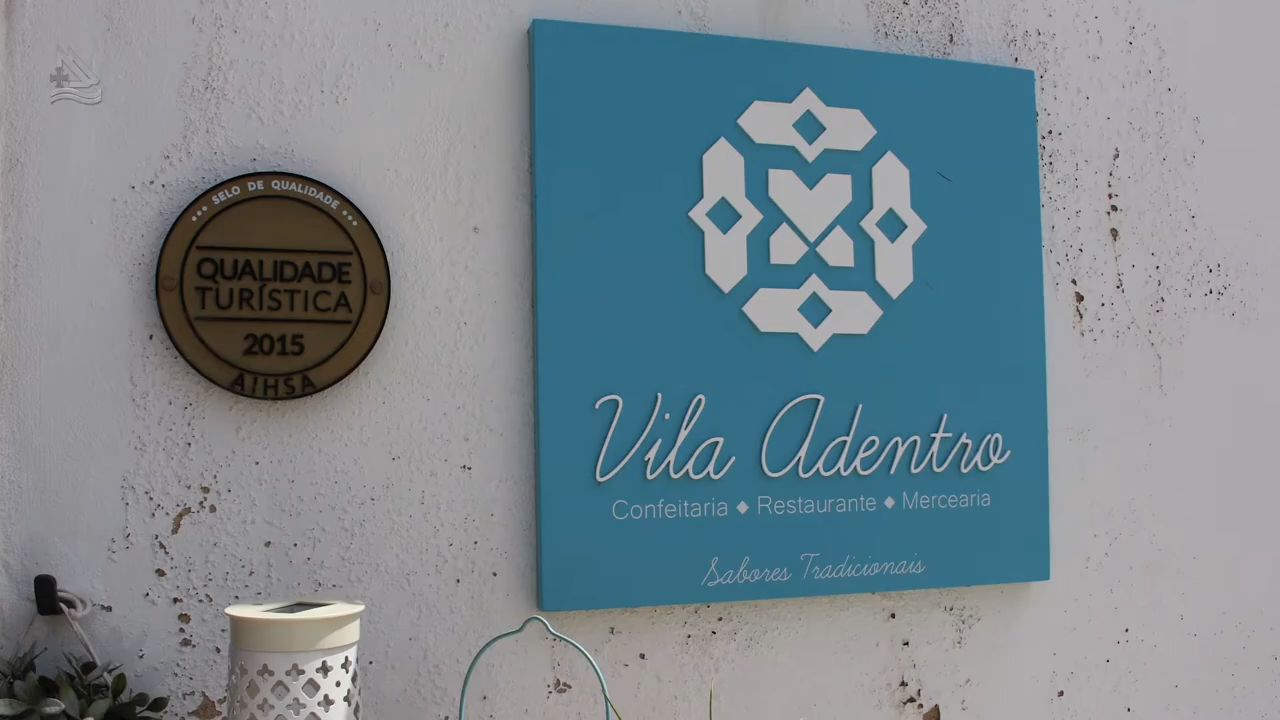 SELO DE QUALIDADE
QUALIDADE
TURÍSTICA
2015
AIHSA
Vila Adentro
Confeitaria ◆ Restaurante ◆ Mercearia
Sabores Tradicionais